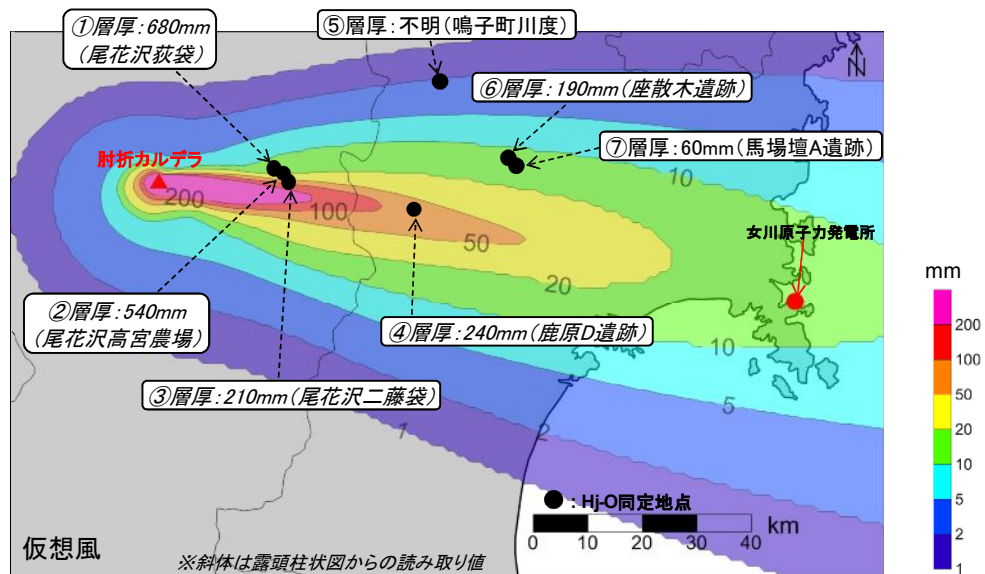 ①層厚：680mm
（尾花沢荻袋）
⑤層厚：不明（鳴子町川度）
⑥層厚：190mm（座散木遺跡）
⑦層厚：60mm（馬場壇A遺跡）
N
肘折カルデラ
200
100
50
20
10
10
5
2
1
女川原子力発電所
②層厚：540mm
（尾花沢高宮農場）
④層厚：240mm（鹿原D遺跡）
③層厚：210mm（尾花沢二藤袋）
mm
200
100
50
20
10
5
2
1
：Hj-O同定地点
km
0 10 20 30 40
仮想風
※斜体は露頭柱状図からの読み取り値